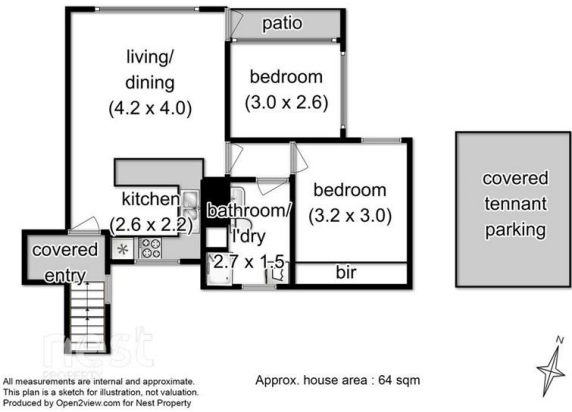 patio
living/
dining
(4.2 x 4.0)
bedroom
(3.0 x 2.6)
kitchen
(2.6 x 2.2)
bathroom/
l'dry
2.7 x 1.5
bedroom
(3.2 x 3.0)
bir
covered
entry
covered
tennant
parking
nest
PROPERTY
N
All measurements are internal and approximate.
This plan is a sketch for illustration, not valuation.
Produced by Open2view.com for Nest Property
Approx. house area : 64 sqm